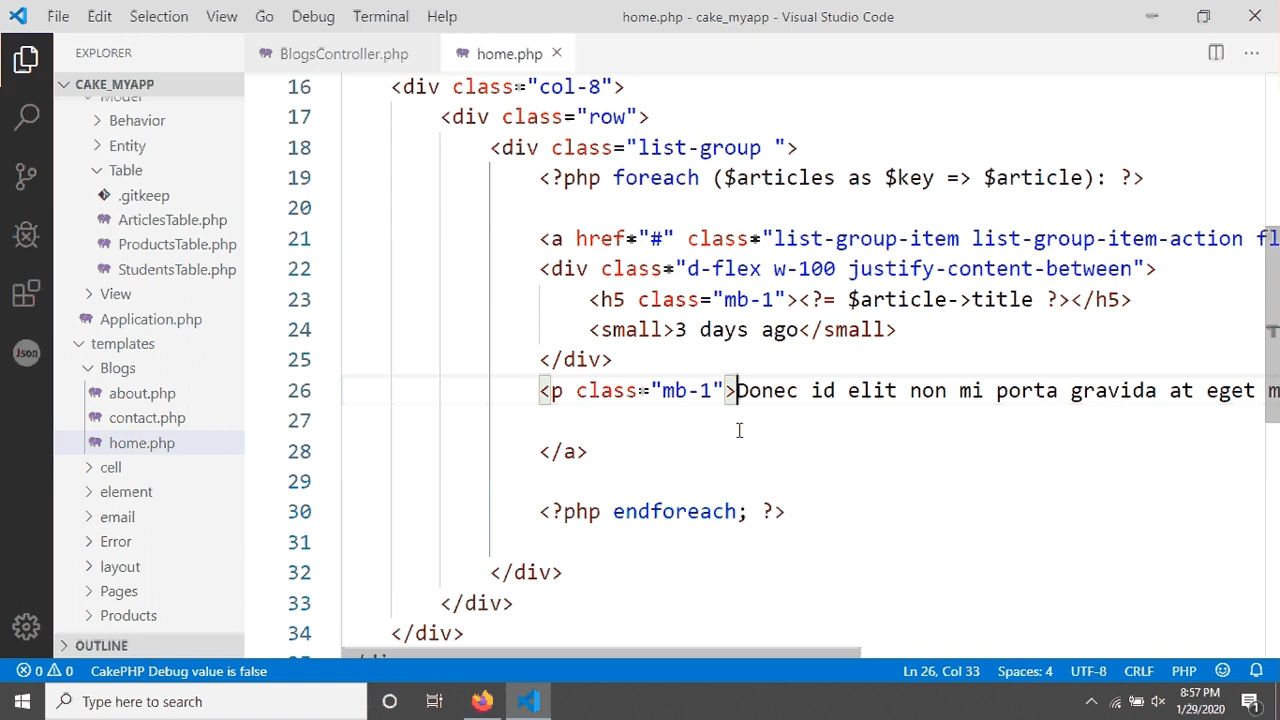 File Edit Selection View Go Debug Terminal Help home.php - cake_myapp - Visual Studio Code
EXPLORER
BlogsController.php
home.php
CAKE_MYAPP
Model
Behavior
Entity
Table
.gitkeep
ArticlesTable.php
ProductsTable.php
StudentsTable.php
View
Application.php
templates
Blogs
about.php
contact.php
home.php
cell
element
email
Error
layout
Pages
Products
OUTLINE
Json
16 <div class="col-8">
17 <div class="row">
18 <div class="list-group ">
19 <?php foreach ($articles as $key => $article): ?>
20
21 <a href="#" class="list-group-item list-group-item-action fl
22 <div class="d-flex w-100 justify-content-between">
23 <h5 class="mb-1"><?= $article->title ?></h5>
24 <small>3 days ago</small>
25 </div>
26 <p class="mb-1">Donec id elit non mi porta gravida at eget m
27
28 </a>
29
30 <?php endforeach; ?>
31
32 </div>
33 </div>
34 </div>
0 0 CakePHP Debug value is false Ln 26, Col 33 Spaces: 4 UTF-8 CRLF PHP
Type here to search
8:57 PM
1/29/2020
1